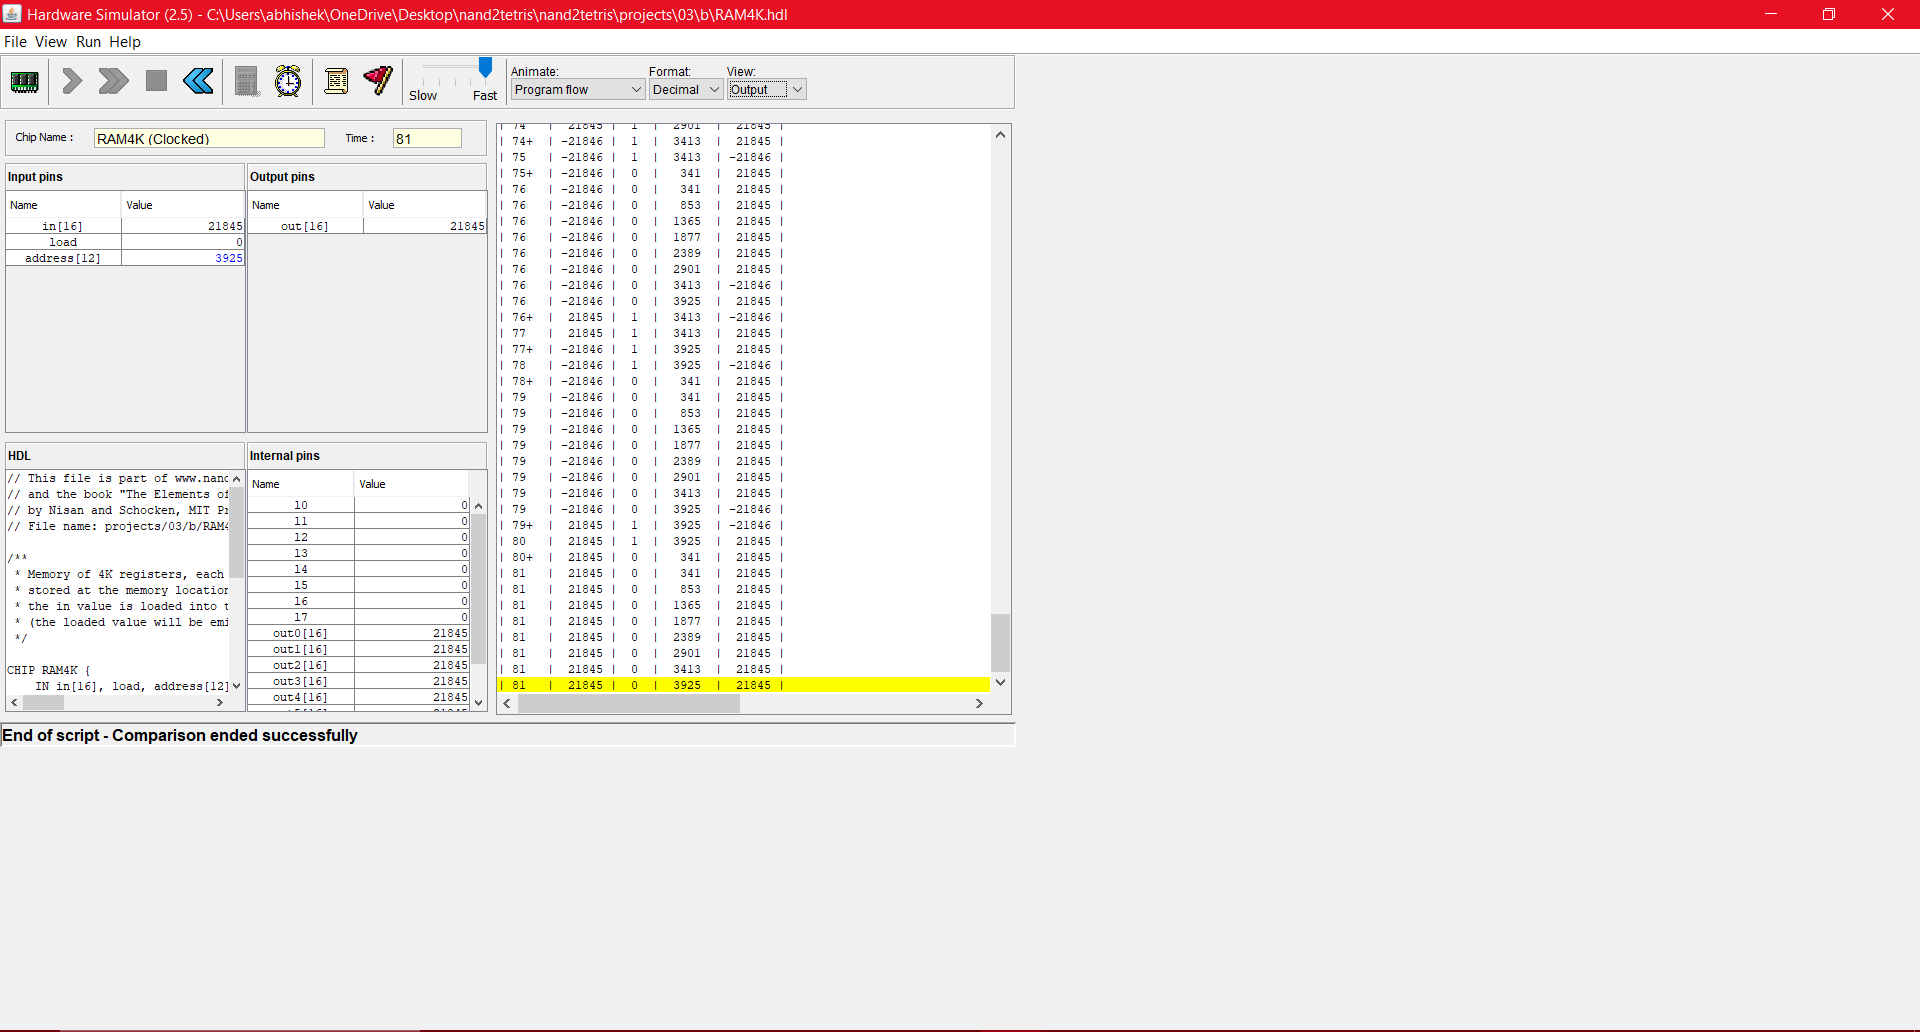 Hardware Simulator (2.5) - C:\Users\abhishek\OneDrive\Desktop\nand2tetris\nand2tetris\projects\03\b\RAM4K.hdl
File View Run Help
Slow Fast
Animate: Format: View:
Program flow Decimal Output
Chip Name : RAM4K (Clocked) Time : 81
Input pins
Name Value
in[16] 21845
load 0
address[12] 3925
Output pins
Name Value
out[16] 21845
HDL
// This file is part of www.nand
// and the book "The Elements of
// by Nisan and Schocken, MIT Pr
// File name: projects/03/b/RAM4
/**
* Memory of 4K registers, each
* stored at the memory location
* the in value is loaded into t
* (the loaded value will be emi
*/
CHIP RAM4K {
IN in[16], load, address[12]
Internal pins
Name Value
l0 0
l1 0
l2 0
l3 0
l4 0
l5 0
l6 0
l7 0
out0[16] 21845
out1[16] 21845
out2[16] 21845
out3[16] 21845
out4[16] 21845
| 74 | 21845 | 1 | 2901 | 21845 |
| 74+ | -21846 | 1 | 3413 | 21845 |
| 75 | -21846 | 1 | 3413 | -21846 |
| 75+ | -21846 | 0 | 341 | 21845 |
| 76 | -21846 | 0 | 341 | 21845 |
| 76 | -21846 | 0 | 853 | 21845 |
| 76 | -21846 | 0 | 1365 | 21845 |
| 76 | -21846 | 0 | 1877 | 21845 |
| 76 | -21846 | 0 | 2389 | 21845 |
| 76 | -21846 | 0 | 2901 | 21845 |
| 76 | -21846 | 0 | 3413 | -21846 |
| 76 | -21846 | 0 | 3925 | 21845 |
| 76+ | 21845 | 1 | 3413 | -21846 |
| 77 | 21845 | 1 | 3413 | 21845 |
| 77+ | -21846 | 1 | 3925 | 21845 |
| 78 | -21846 | 1 | 3925 | -21846 |
| 78+ | -21846 | 0 | 341 | 21845 |
| 79 | -21846 | 0 | 341 | 21845 |
| 79 | -21846 | 0 | 853 | 21845 |
| 79 | -21846 | 0 | 1365 | 21845 |
| 79 | -21846 | 0 | 1877 | 21845 |
| 79 | -21846 | 0 | 2389 | 21845 |
| 79 | -21846 | 0 | 2901 | 21845 |
| 79 | -21846 | 0 | 3413 | 21845 |
| 79 | -21846 | 0 | 3925 | -21846 |
| 79+ | 21845 | 1 | 3925 | -21846 |
| 80 | 21845 | 1 | 3925 | 21845 |
| 80+ | 21845 | 0 | 341 | 21845 |
| 81 | 21845 | 0 | 341 | 21845 |
| 81 | 21845 | 0 | 853 | 21845 |
| 81 | 21845 | 0 | 1365 | 21845 |
| 81 | 21845 | 0 | 1877 | 21845 |
| 81 | 21845 | 0 | 2389 | 21845 |
| 81 | 21845 | 0 | 2901 | 21845 |
| 81 | 21845 | 0 | 3413 | 21845 |
| 81 | 21845 | 0 | 3925 | 21845 |
End of script - Comparison ended successfully